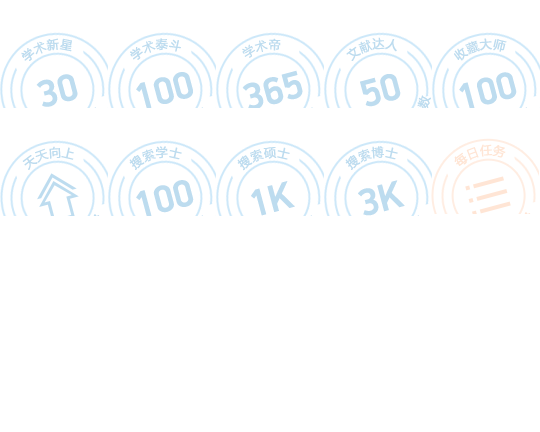 学术新星 学术泰斗 学术帝 文献达人 收藏大师
30 100 365 50 100
天天向上 搜索学士 搜索硕士 搜索博士 每日任务
100 1K 3K